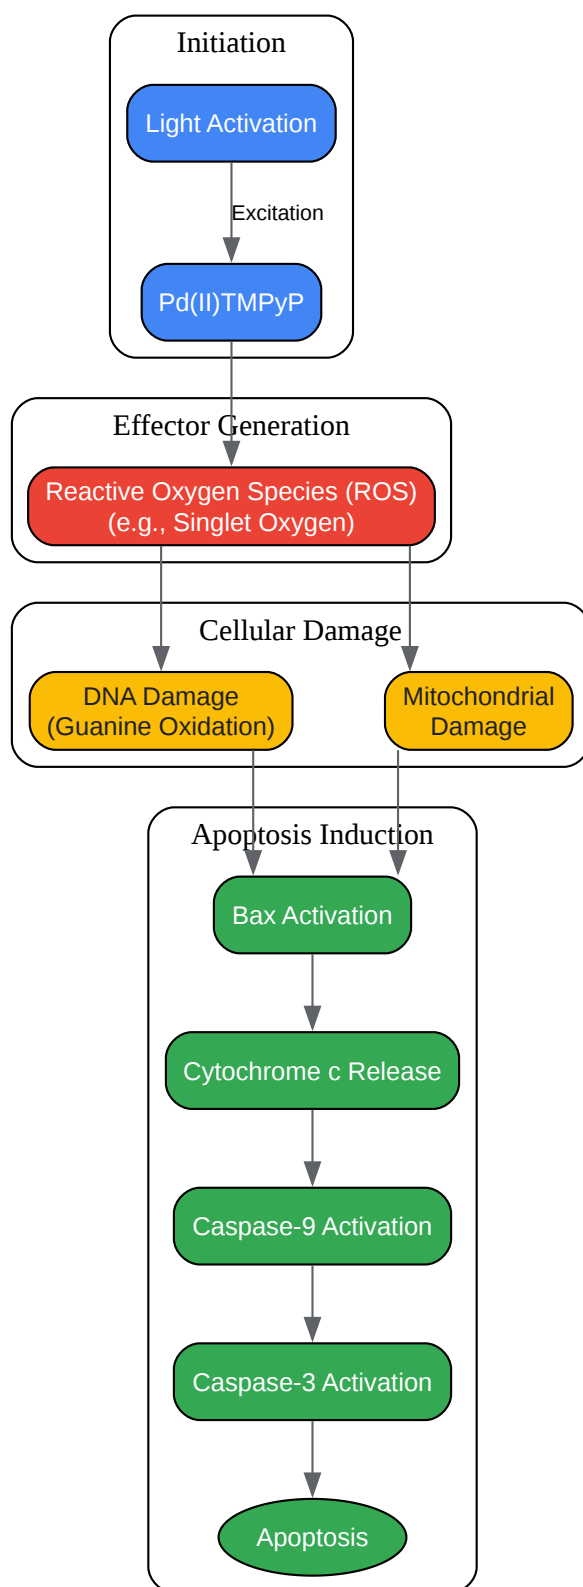 Initiation
Light Activation
Excitation
Pd(II)TMPyP
Effector Generation
Reactive Oxygen Species (ROS)
(e.g., Singlet Oxygen)
Cellular Damage
DNA Damage
(Guanine Oxidation)
Mitochondrial
Damage
Apoptosis Induction
Bax Activation
Cytochrome c Release
Caspase-9 Activation
Caspase-3 Activation
Apoptosis